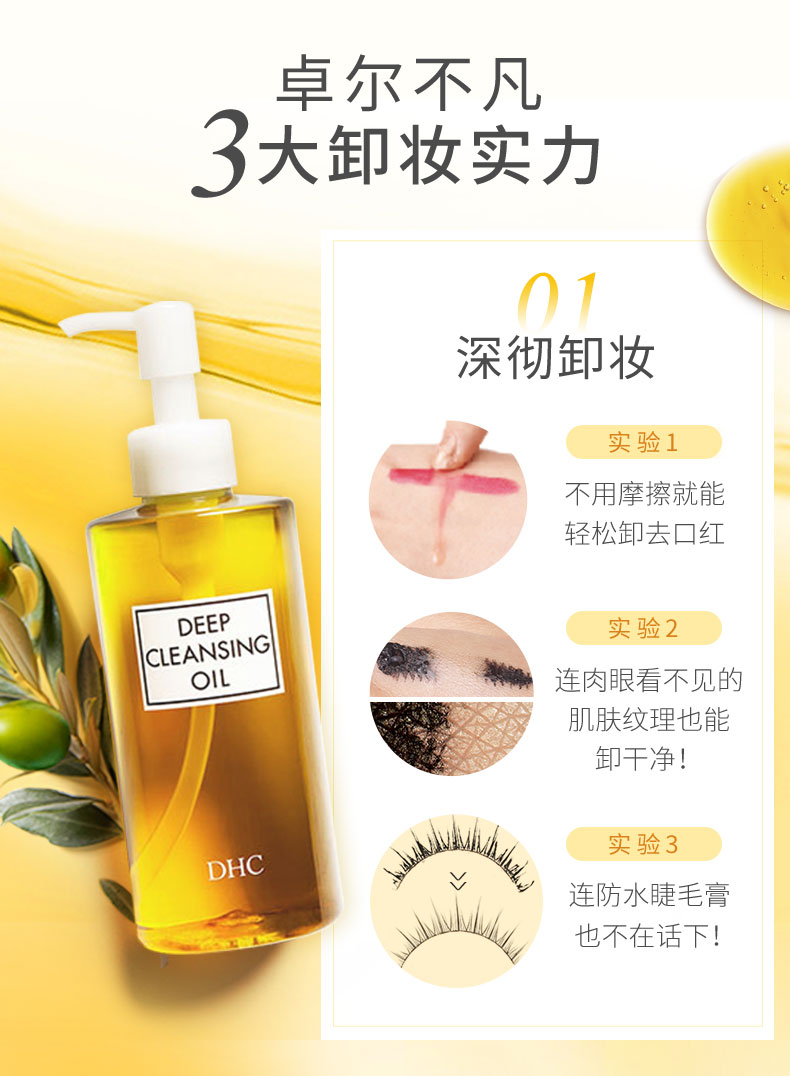 卓尔不凡
3大卸妆实力
01
深彻卸妆
实验1
不用摩擦就能
轻松卸去口红
实验2
连肉眼看不见的
肌肤纹理也能
卸干净!
实验3
连防水睫毛膏
也不在话下!
DEEP
CLEANSING
OIL
DHC